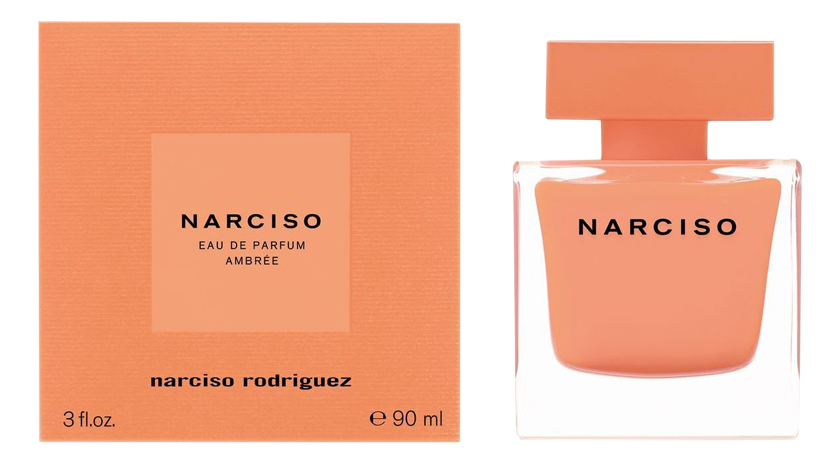 NARCISO
EAU DE PARFUM
AMBRÉE
narciso rodriguez
3 fl.oz.
℮ 90 ml
NARCISO